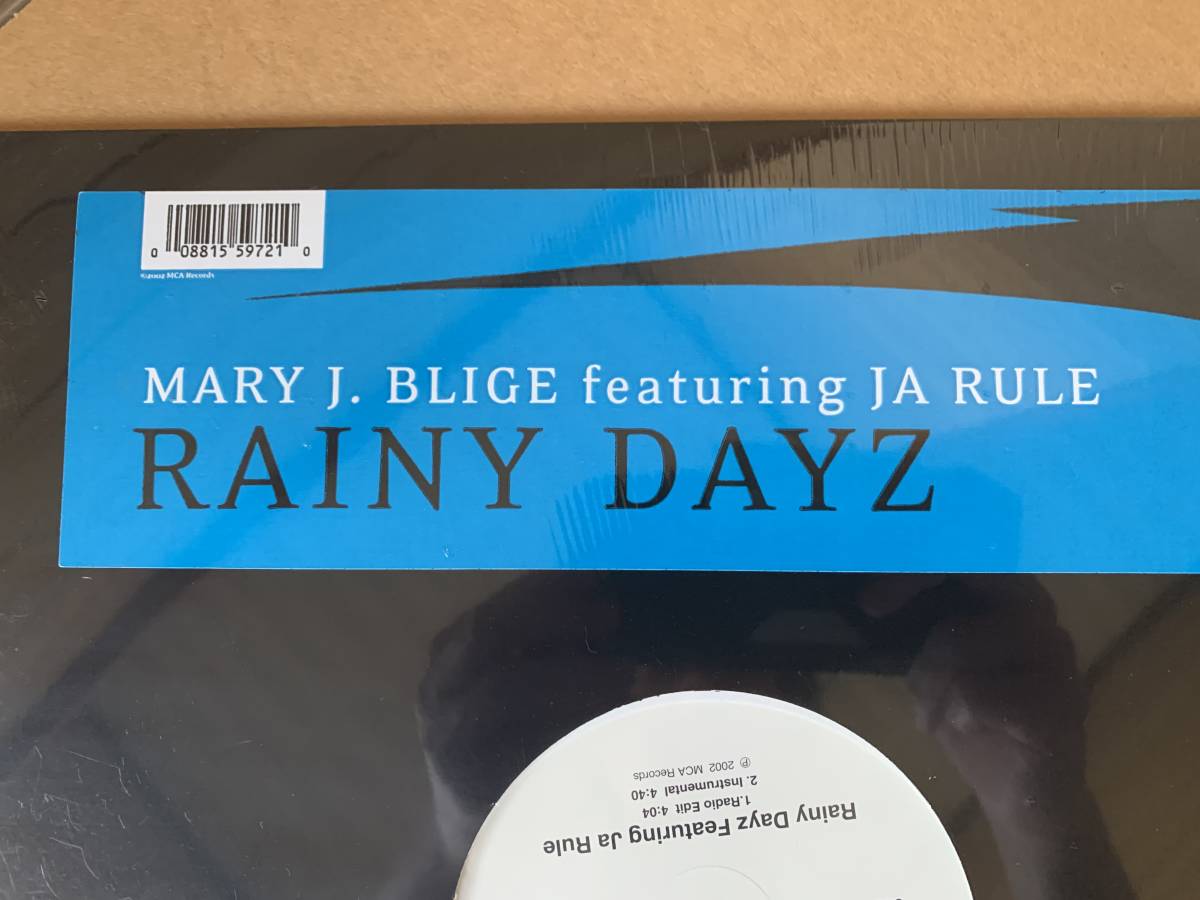 0 08815 59721 0
©2002 MCA Records
MARY J. BLIGE featuring JA RULE
RAINY DAYZ
Rainy Dayz Featuring Ja Rule
1.Radio Edit 4:04
2. Instrumental 4:40
℗ 2002 MCA Records